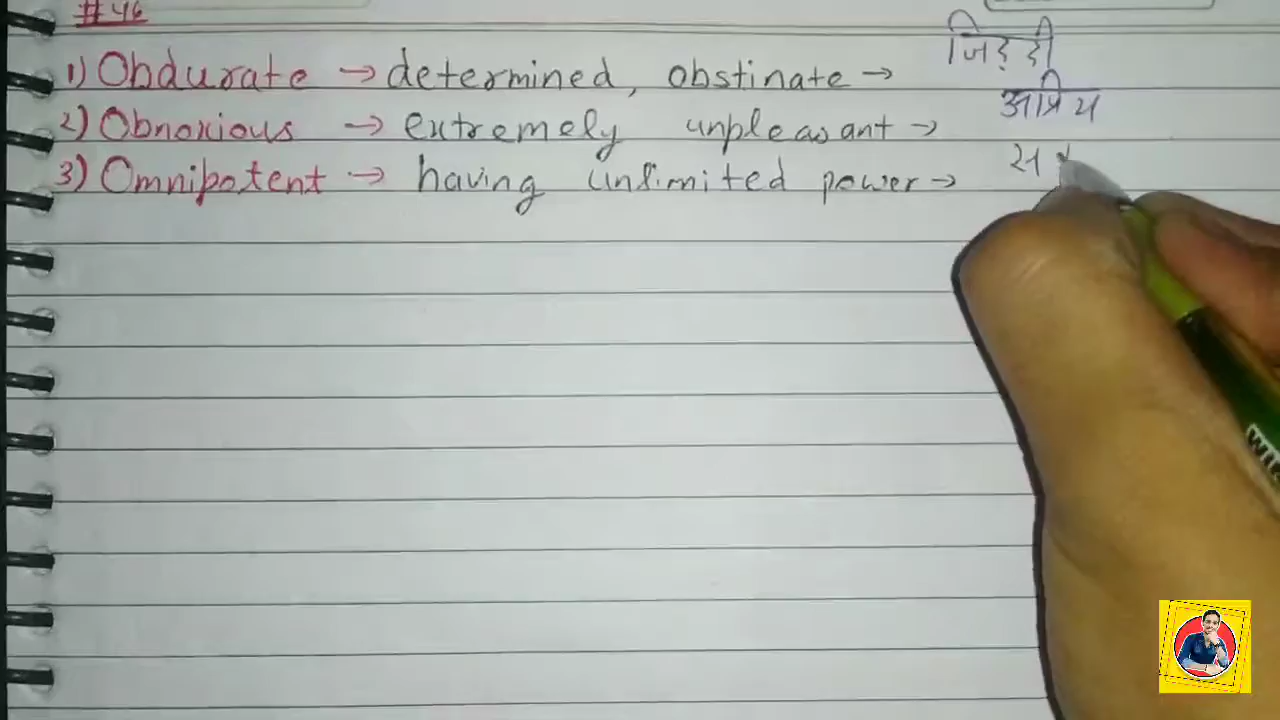 #46
1) Obdurate → determined, obstinate → जिद्दी
2) Obnoxious → extremely unpleasant → अप्रिय
3) Omnipotent → having unlimited power →